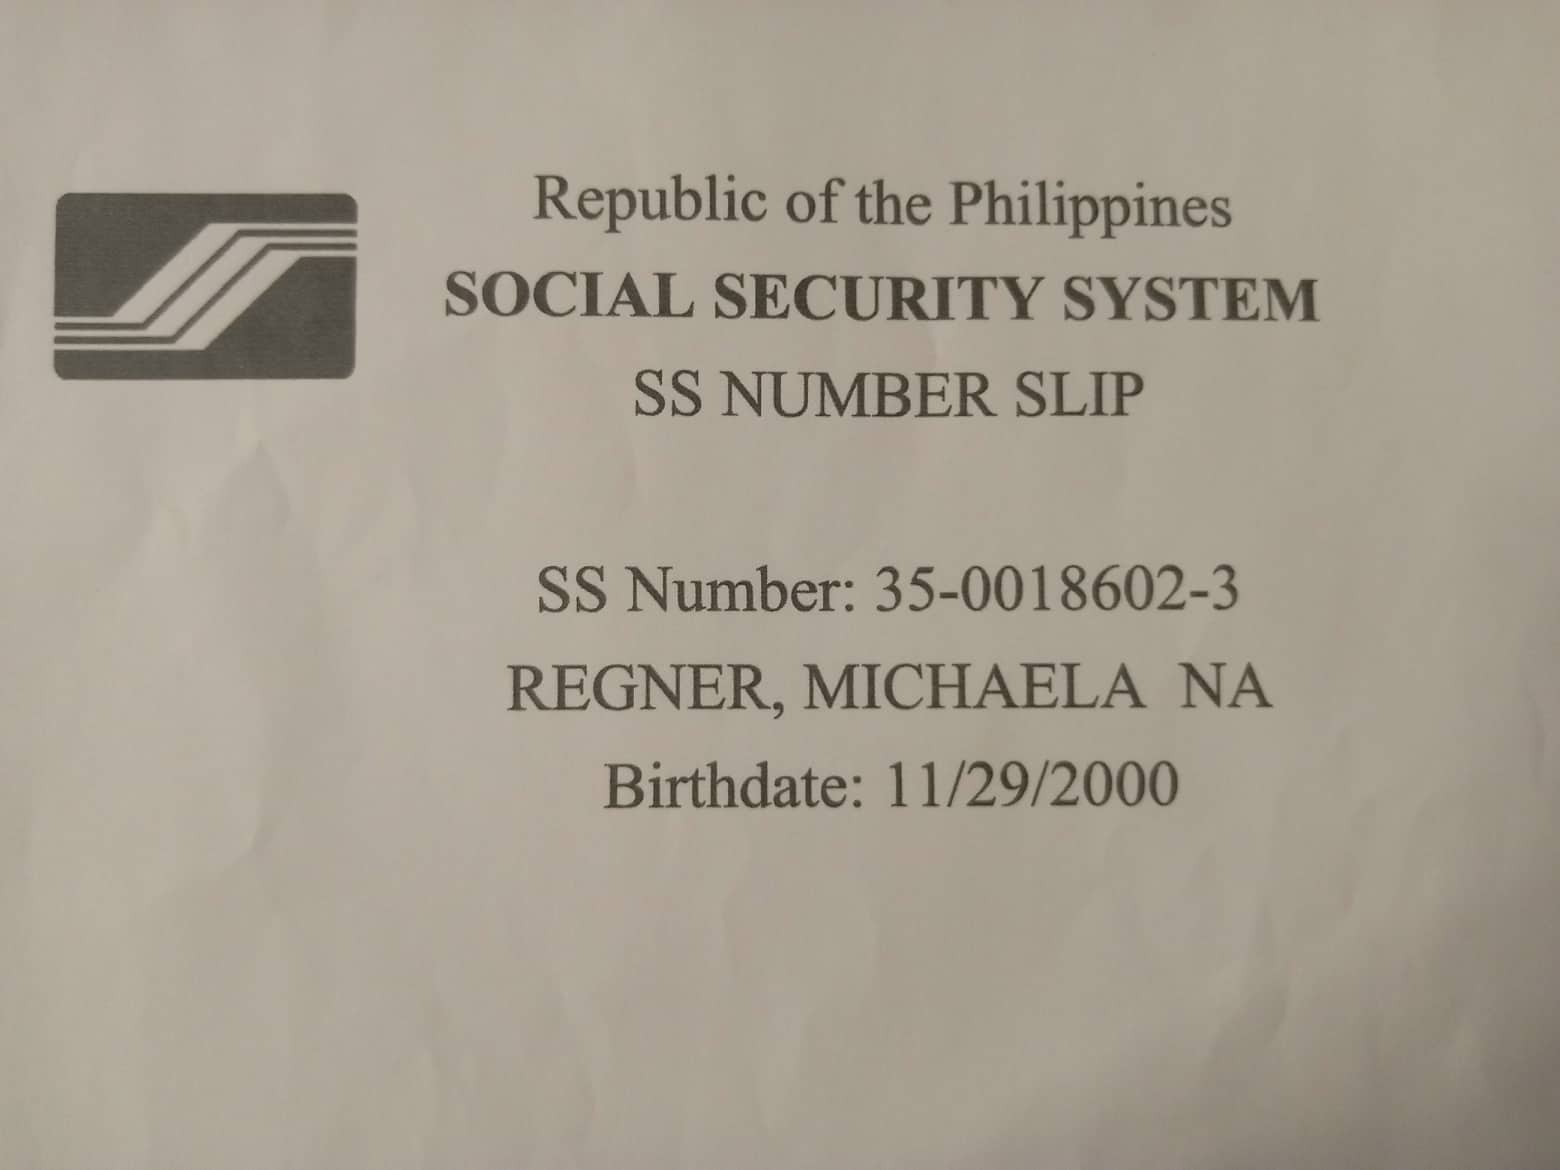 Republic of the Philippines
SOCIAL SECURITY SYSTEM
SS NUMBER SLIP
SS Number: 35-0018602-3
REGNER, MICHAELA  NA
Birthdate: 11/29/2000